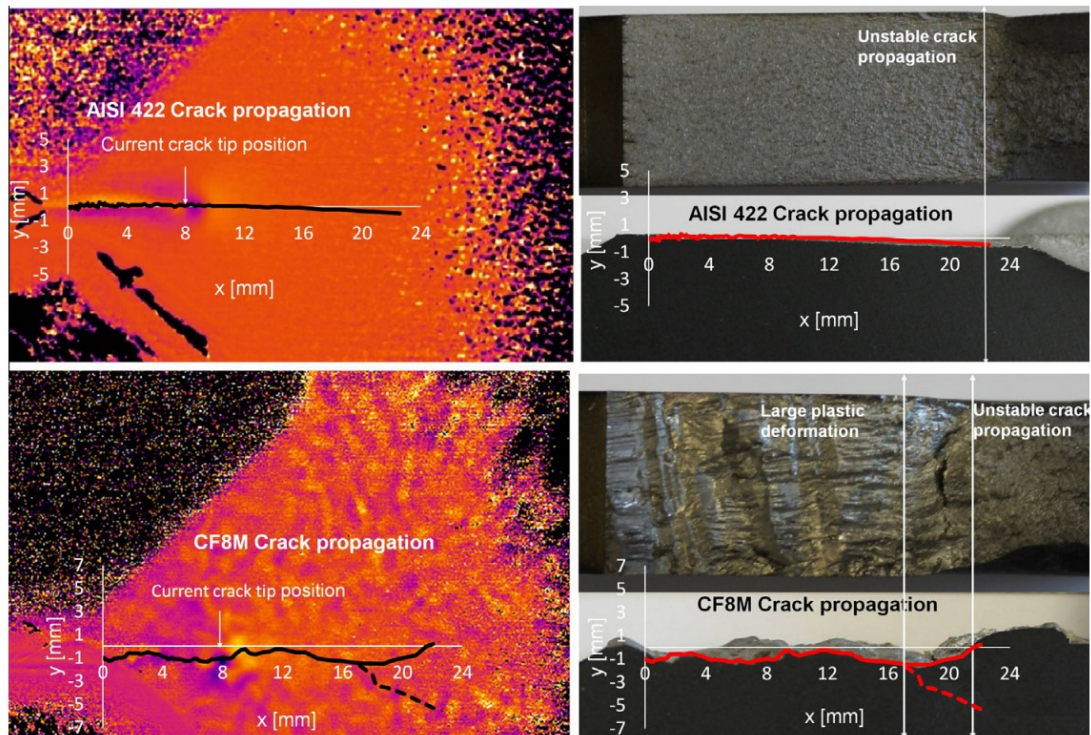 AISI 422 Crack propagation
Current crack tip position
5
3
1
-1
-3
-5
y [mm]
0 4 8 12 16 20 24
x [mm]
Unstable crack
propagation
5
3
1
-1
-3
-5
AISI 422 Crack propagation
y [mm]
0 4 8 12 16 20 24
x [mm]
CF8M Crack propagation
Current crack tip position
7
5
3
1
-1
-3
-5
-7
y [mm]
0 4 8 12 16 20 24
x [mm]
Large plastic
deformation
Unstable crack
propagation
7
5
3
1
-1
-3
-5
-7
CF8M Crack propagation
y [mm]
0 4 8 12 16 20 24
x [mm]